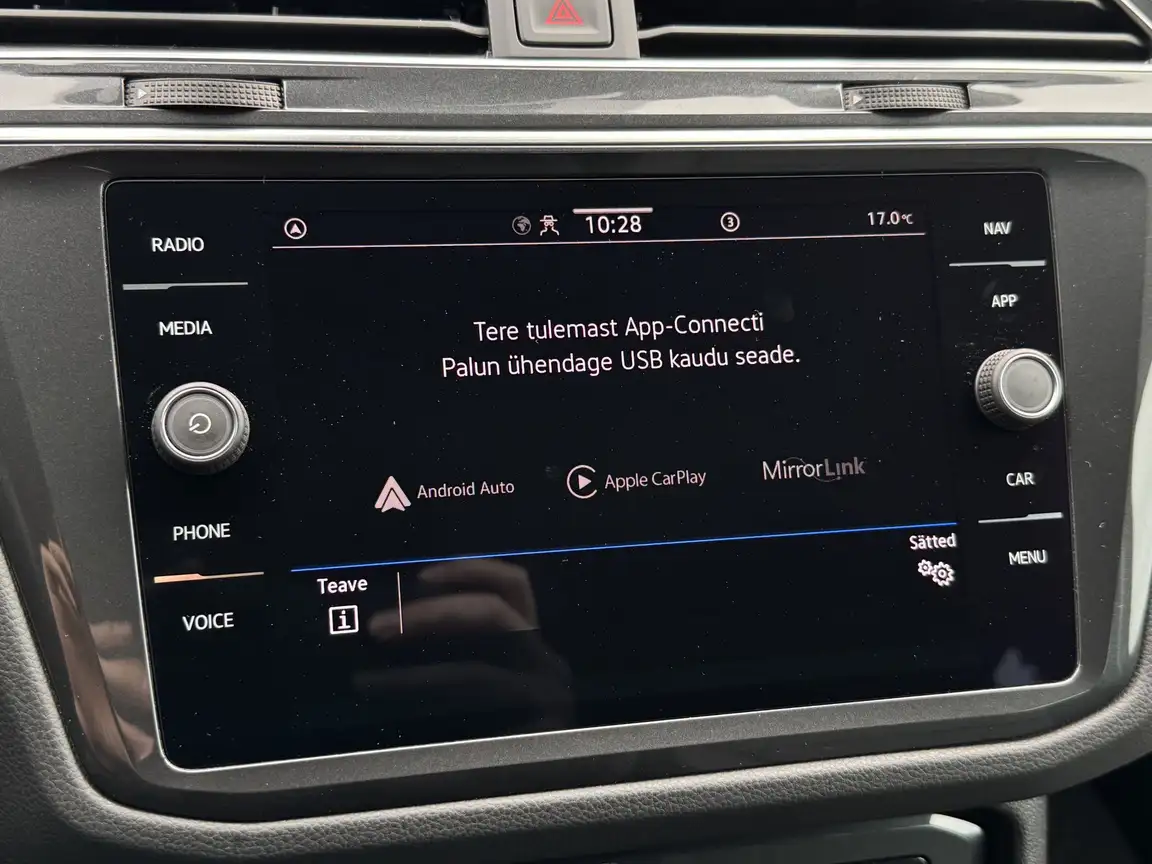 RADIO
MEDIA
PHONE
VOICE
10:28
3
17.0°C
Tere tulemast App-Connecti
Palun ühendage USB kaudu seade.
Android Auto
Apple CarPlay
MirrorLink
Teave
i
Sätted
NAV
APP
CAR
MENU